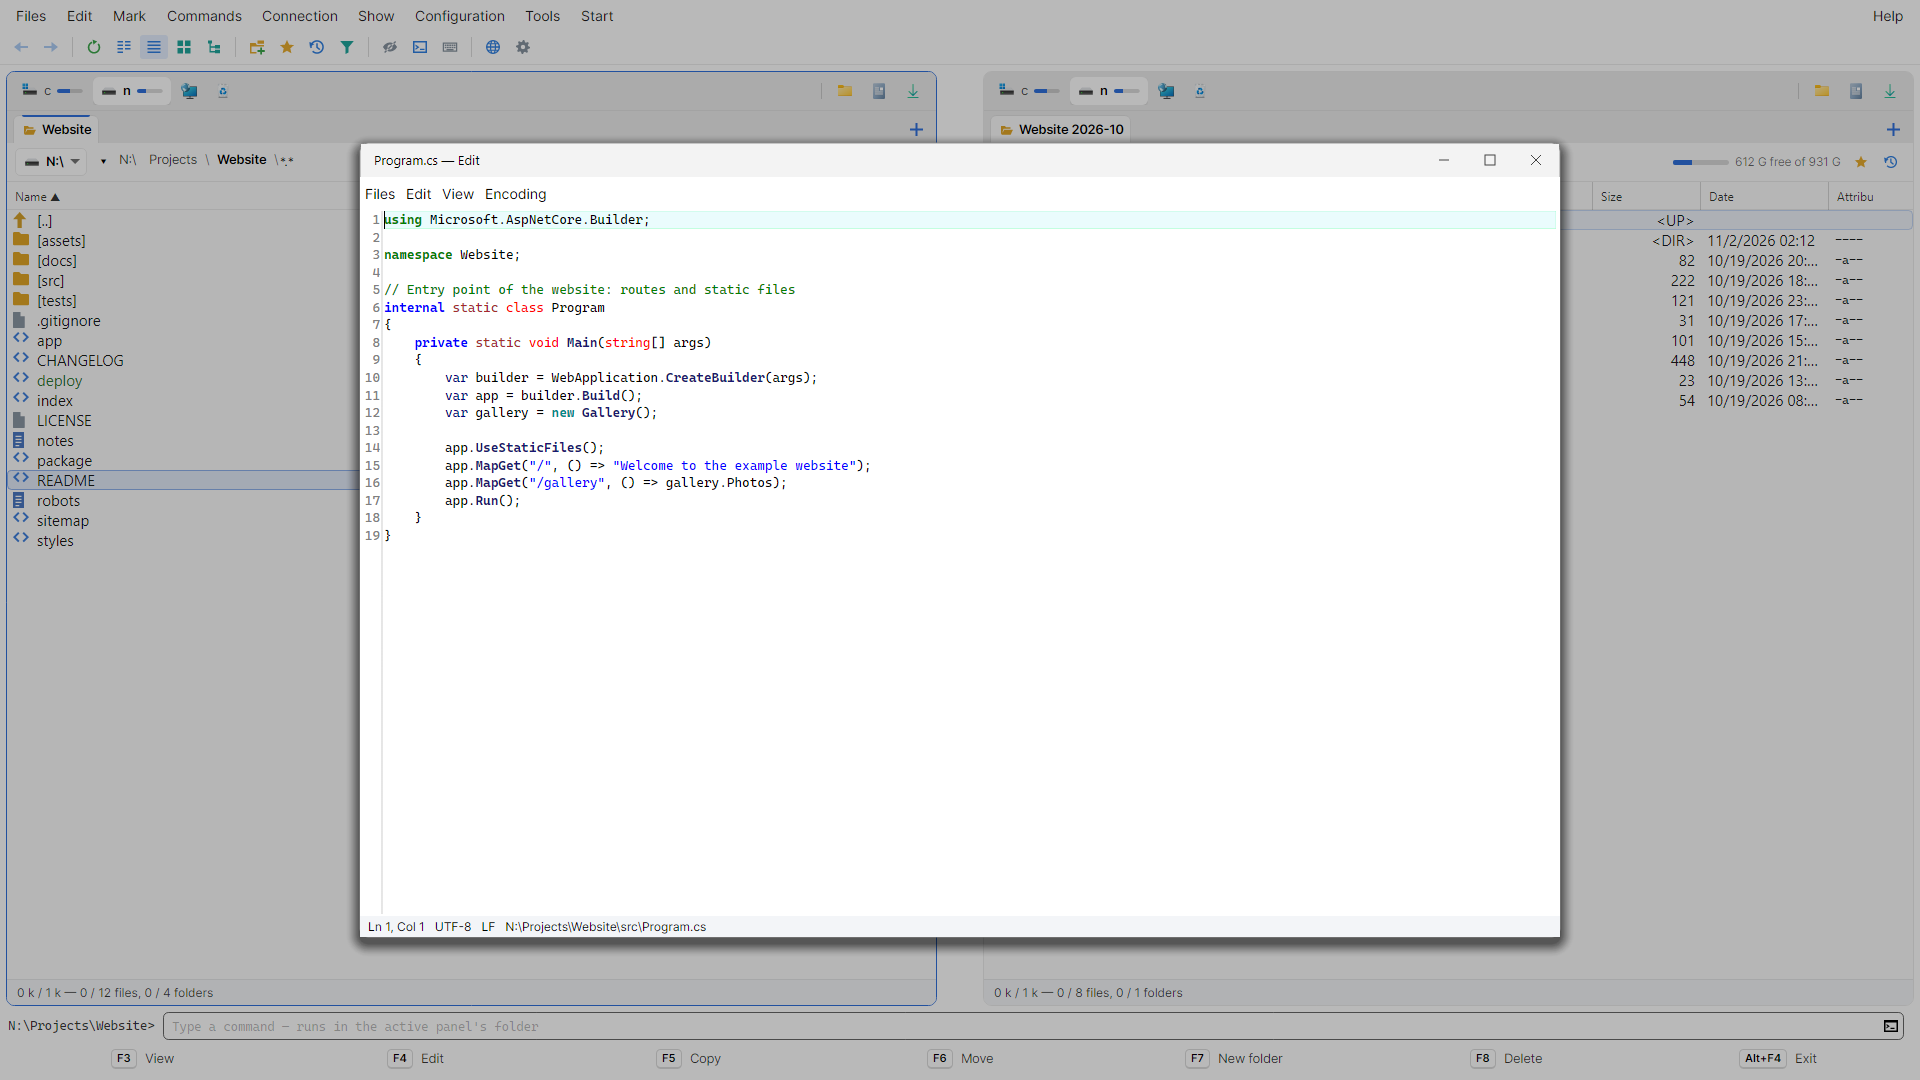 Files Edit Mark Commands Connection Show Configuration Tools Start Help
c n
c n
Website
Website 2026-10
N:\ N:\ Projects \ Website \*.*
612 G free of 931 G
Name
Size Date Attribu
[..]
[assets]
[docs]
[src]
[tests]
.gitignore
app
CHANGELOG
deploy
index
LICENSE
notes
package
README
robots
sitemap
styles
<UP>
<DIR> 11/2/2026 02:12 ----
82 10/19/2026 20:... -a--
222 10/19/2026 18:... -a--
121 10/19/2026 23:... -a--
31 10/19/2026 17:... -a--
101 10/19/2026 15:... -a--
448 10/19/2026 21:... -a--
23 10/19/2026 13:... -a--
54 10/19/2026 08:... -a--
Program.cs — Edit
Files Edit View Encoding
1 using Microsoft.AspNetCore.Builder;
2
3 namespace Website;
4
5 // Entry point of the website: routes and static files
6 internal static class Program
7 {
8     private static void Main(string[] args)
9     {
10         var builder = WebApplication.CreateBuilder(args);
11         var app = builder.Build();
12         var gallery = new Gallery();
13
14         app.UseStaticFiles();
15         app.MapGet("/", () => "Welcome to the example website");
16         app.MapGet("/gallery", () => gallery.Photos);
17         app.Run();
18     }
19 }
Ln 1, Col 1 UTF-8 LF N:\Projects\Website\src\Program.cs
0 k / 1 k — 0 / 12 files, 0 / 4 folders
0 k / 1 k — 0 / 8 files, 0 / 1 folders
N:\Projects\Website> Type a command — runs in the active panel's folder
F3 View F4 Edit F5 Copy F6 Move F7 New folder F8 Delete Alt+F4 Exit